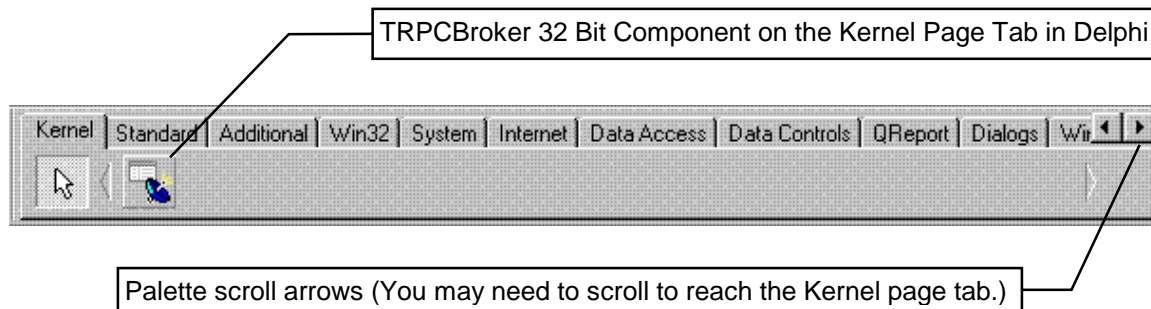 TRPCBroker 32 Bit Component on the Kernel Page Tab in Delphi
Kernel Standard Additional Win32 System Internet Data Access Data Controls QReport Dialogs
Palette scroll arrows (You may need to scroll to reach the Kernel page tab.)